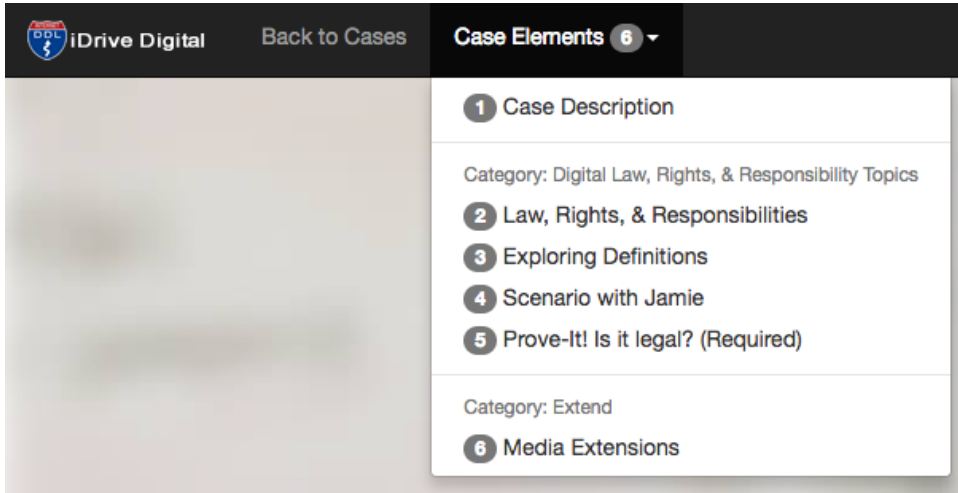 INTERNET
DDL
iDrive Digital
Back to Cases
Case Elements 6
1 Case Description
Category: Digital Law, Rights, & Responsibility Topics
2 Law, Rights, & Responsibilities
3 Exploring Definitions
4 Scenario with Jamie
5 Prove-It! Is it legal? (Required)
Category: Extend
6 Media Extensions